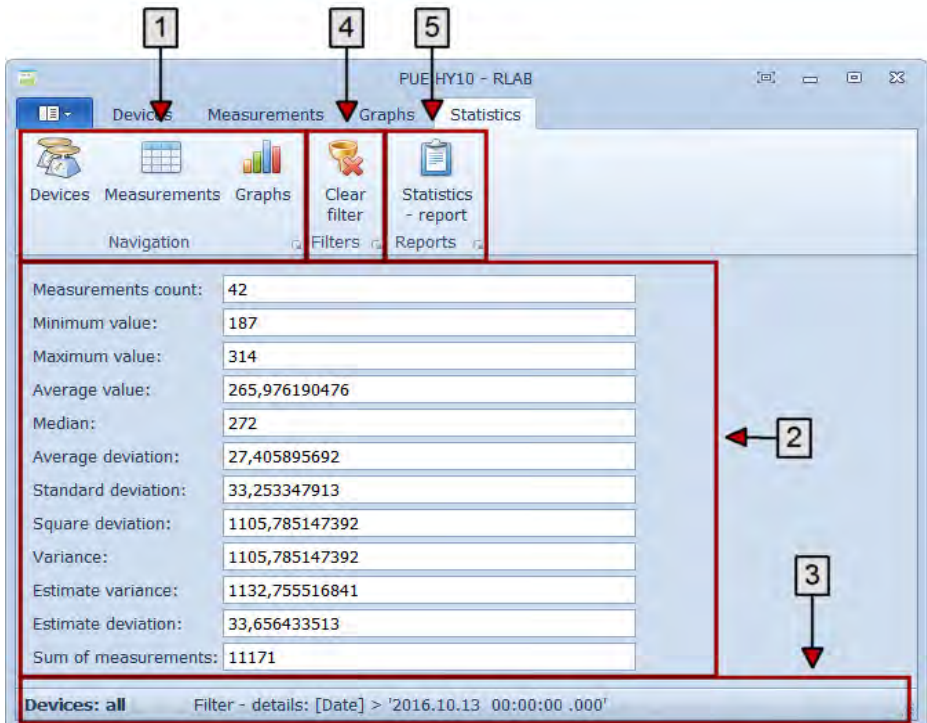 1 4 5
PUE HY10 - RLAB
Devices Measurements Graphs Statistics
Devices Measurements Graphs Clear filter Statistics - report
Navigation Filters Reports
Measurements count: 42
Minimum value: 187
Maximum value: 314
Average value: 265,976190476
Median: 272
Average deviation: 27,405895692
2
Standard deviation: 33,253347913
Square deviation: 1105,785147392
Variance: 1105,785147392
3
Estimate variance: 1132,755516841
Estimate deviation: 33,656433513
Sum of measurements: 11171
Devices: all Filter - details: [Date] > '2016.10.13 00:00:00 .000'